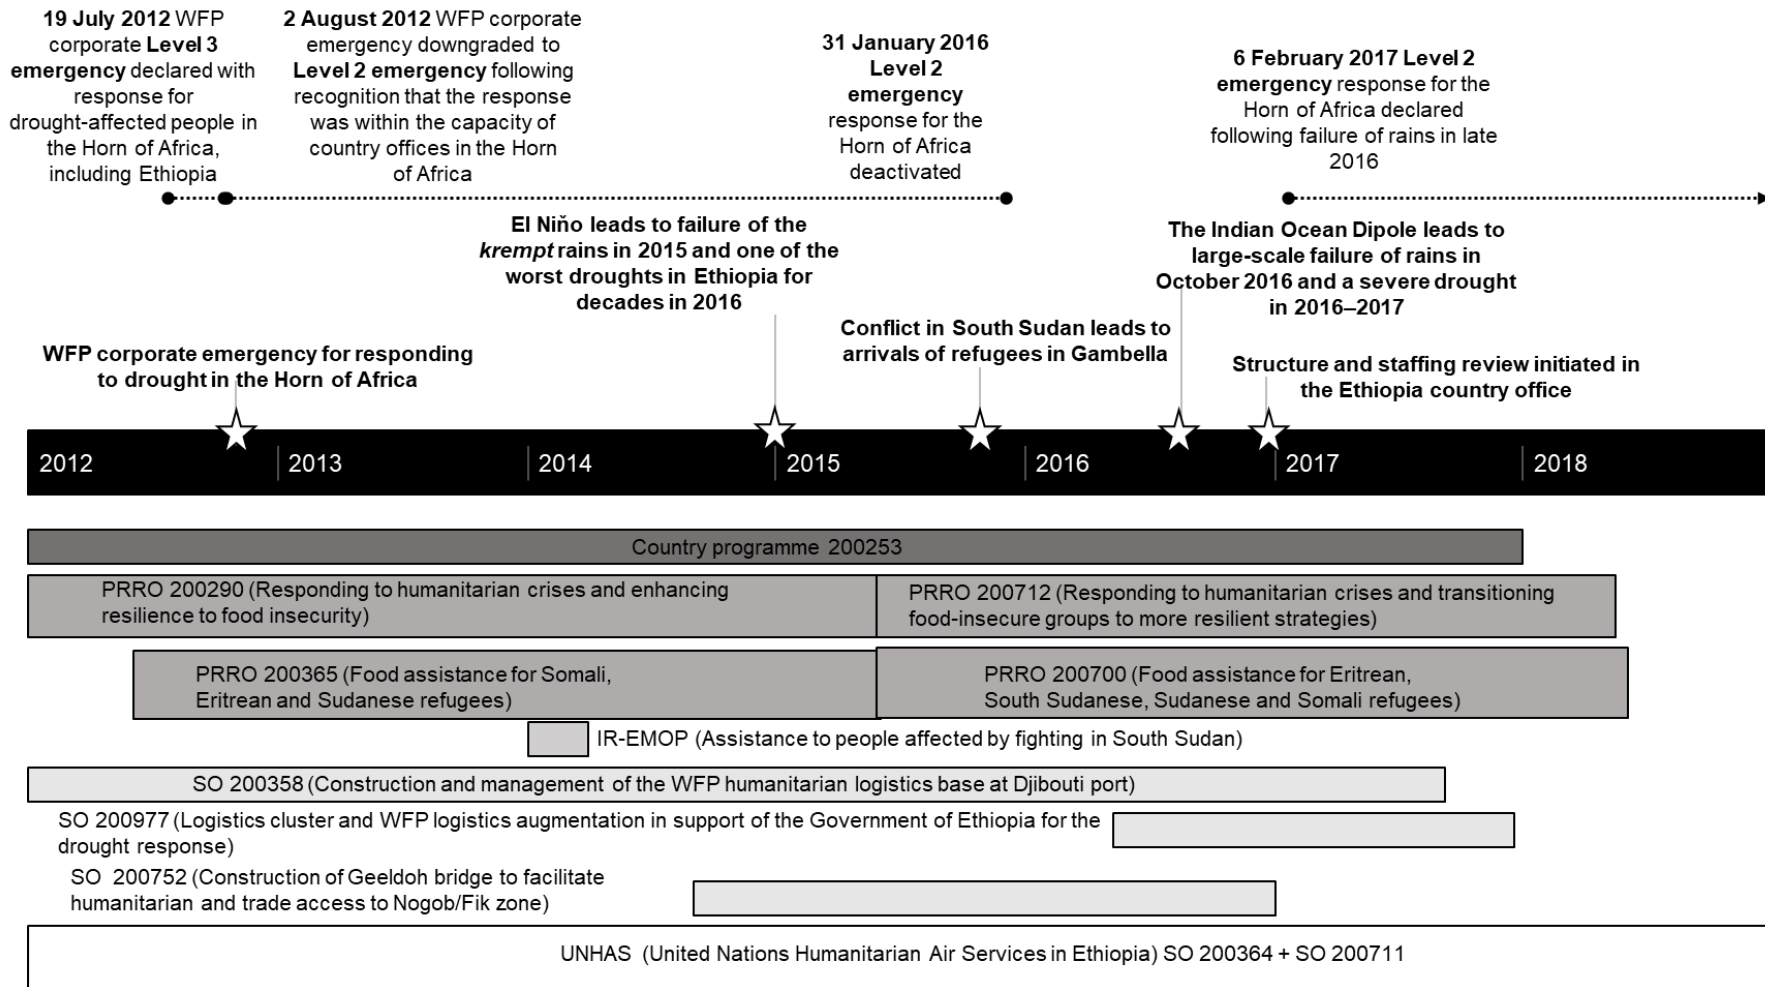 19 July 2012 WFP
corporate Level 3
emergency declared with
response for
drought-affected people in
the Horn of Africa,
including Ethiopia
2 August 2012 WFP corporate
emergency downgraded to
Level 2 emergency following
recognition that the response
was within the capacity of
country offices in the Horn
of Africa
31 January 2016
Level 2
emergency
response for the
Horn of Africa
deactivated
6 February 2017 Level 2
emergency response for the
Horn of Africa declared
following failure of rains in late
2016
El Niňo leads to failure of the
krempt rains in 2015 and one of the
worst droughts in Ethiopia for
decades in 2016
The Indian Ocean Dipole leads to
large-scale failure of rains in
October 2016 and a severe drought
in 2016–2017
WFP corporate emergency for responding
to drought in the Horn of Africa
Conflict in South Sudan leads to
arrivals of refugees in Gambella
Structure and staffing review initiated in
the Ethiopia country office
2012
2013
2014
2015
2016
2017
2018
Country programme 200253
PRRO 200290 (Responding to humanitarian crises and enhancing
resilience to food insecurity)
PRRO 200712 (Responding to humanitarian crises and transitioning
food-insecure groups to more resilient strategies)
PRRO 200365 (Food assistance for Somali,
Eritrean and Sudanese refugees)
PRRO 200700 (Food assistance for Eritrean,
South Sudanese, Sudanese and Somali refugees)
IR-EMOP (Assistance to people affected by fighting in South Sudan)
SO 200358 (Construction and management of the WFP humanitarian logistics base at Djibouti port)
SO 200977 (Logistics cluster and WFP logistics augmentation in support of the Government of Ethiopia for the
drought response)
SO 200752 (Construction of Geeldoh bridge to facilitate
humanitarian and trade access to Nogob/Fik zone)
UNHAS (United Nations Humanitarian Air Services in Ethiopia) SO 200364 + SO 200711